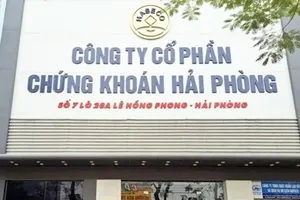 HASECO
CÔNG TY CỔ PHẦN
CHỨNG KHOÁN HẢI PHÒNG
SỐ 7 LÔ 28A LÊ HỒNG PHONG - HẢI PHÒNG